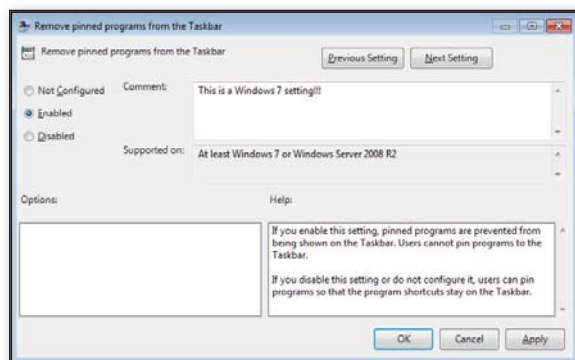 Remove pinned programs from the Taskbar
Remove pinned programs from the Taskbar
Previous Setting
Next Setting
Not Configured
Comment:
This is a Windows 7 setting!!!
Enabled
Disabled
Supported on:
At least Windows 7 or Windows Server 2008 R2
Options:
Help:
If you enable this setting, pinned programs are prevented from
being shown on the Taskbar. Users cannot pin programs to the
Taskbar.
If you disable this setting or do not configure it, users can pin
programs so that the program shortcuts stay on the Taskbar.
OK
Cancel
Apply